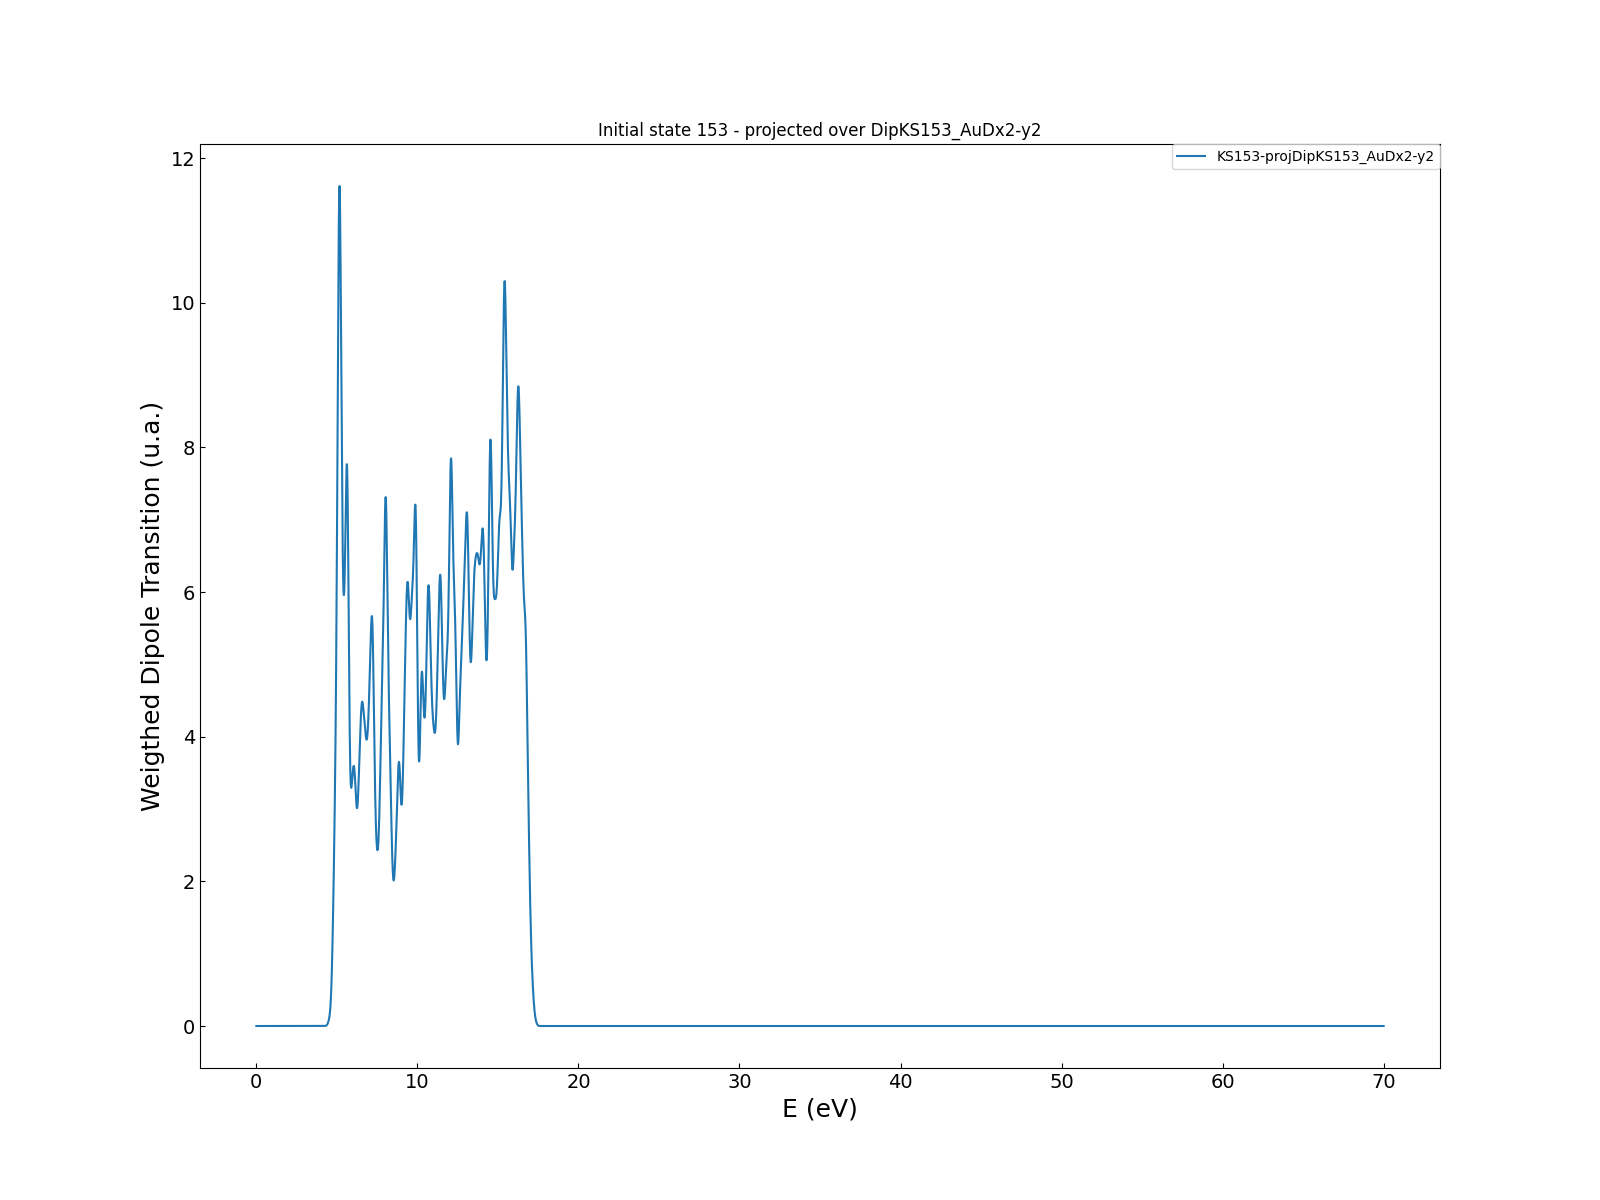 Initial state 153 - projected over DipKS153_AuDx2-y2
KS153-projDipKS153_AuDx2-y2
12
10
8
6
4
2
0
Weigthed Dipole Transition (u.a.)
0 10 20 30 40 50 60 70
E (eV)